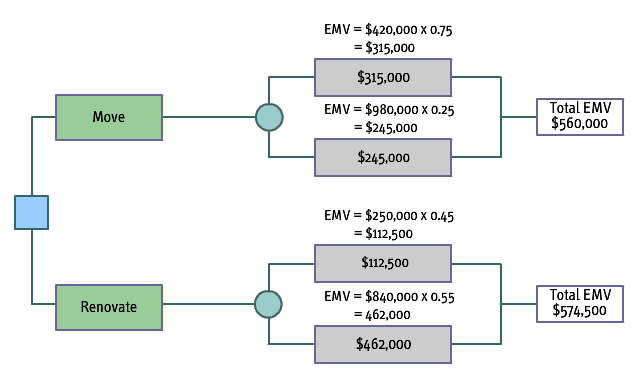 EMV = $420,000 x 0.75
= $315,000
$315,000
Move
EMV = $980,000 x 0.25
= $245,000
$245,000
Total EMV
$560,000
EMV = $250,000 x 0.45
= $112,500
$112,500
Renovate
EMV = $840,000 x 0.55
= 462,000
$462,000
Total EMV
$574,500